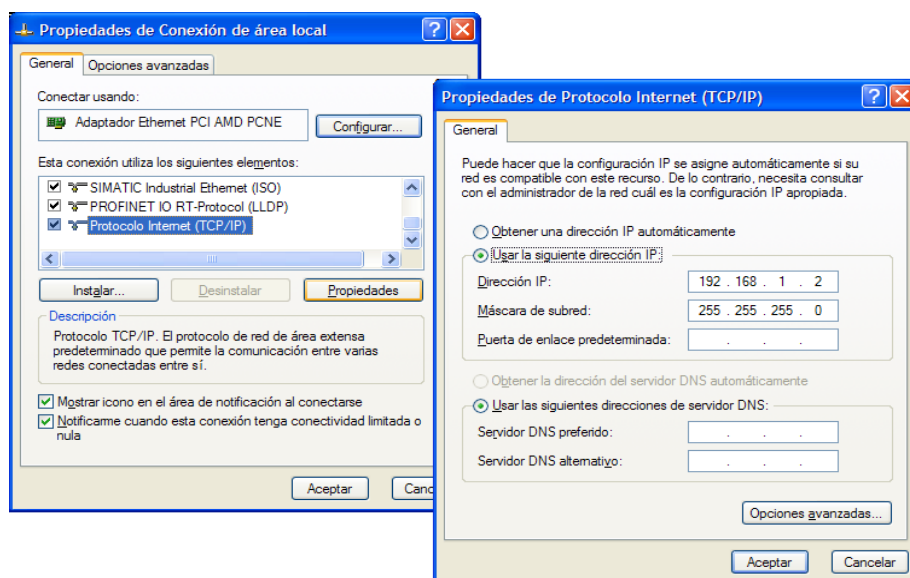 Propiedades de Conexión de área local
General
Opciones avanzadas
Conectar usando:
Adaptador Ethernet PCI AMD PCNE
Configurar...
Esta conexión utiliza los siguientes elementos:
SIMATIC Industrial Ethernet (ISO)
PROFINET IO RT-Protocol (LLDP)
Protocolo Internet (TCP/IP)
Instalar...
Desinstalar
Propiedades
Descripción
Protocolo TCP/IP. El protocolo de red de área extensa
predeterminado que permite la comunicación entre varias
redes conectadas entre sí.
Mostrar icono en el área de notificación al conectarse
Notificarme cuando esta conexión tenga conectividad limitada o
nula
Aceptar
Canc
Propiedades de Protocolo Internet (TCP/IP)
General
Puede hacer que la configuración IP se asigne automáticamente si su
red es compatible con este recurso. De lo contrario, necesita consultar
con el administrador de la red cuál es la configuración IP apropiada.
Obtener una dirección IP automáticamente
Usar la siguiente dirección IP:
Dirección IP: 192 . 168 . 1 . 2
Máscara de subred: 255 . 255 . 255 . 0
Puerta de enlace predeterminada: . . .
Obtener la dirección del servidor DNS automáticamente
Usar las siguientes direcciones de servidor DNS:
Servidor DNS preferido: . . .
Servidor DNS alternativo: . . .
Opciones avanzadas...
Aceptar
Cancelar